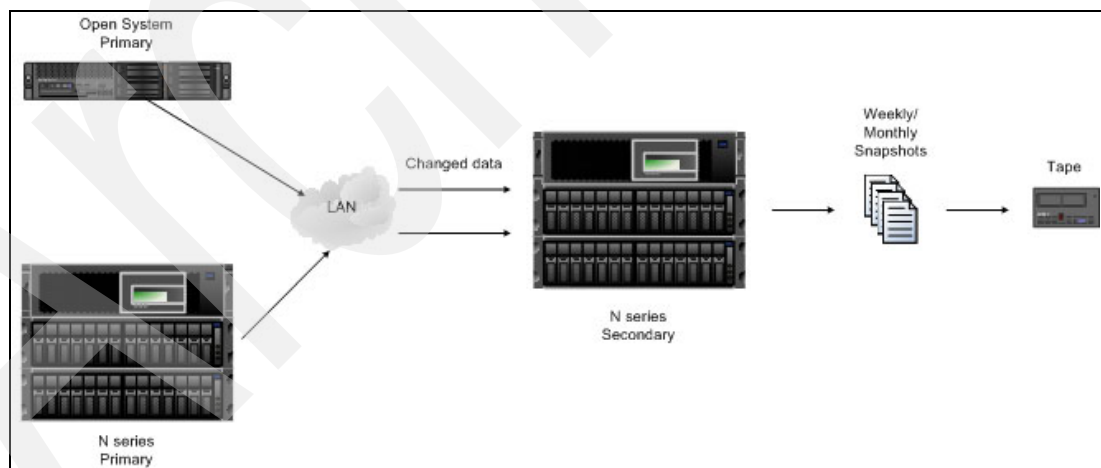 Open System
Primary
LAN
Changed data
N series
Primary
N series
Secondary
Weekly/
Monthly
Snapshots
Tape